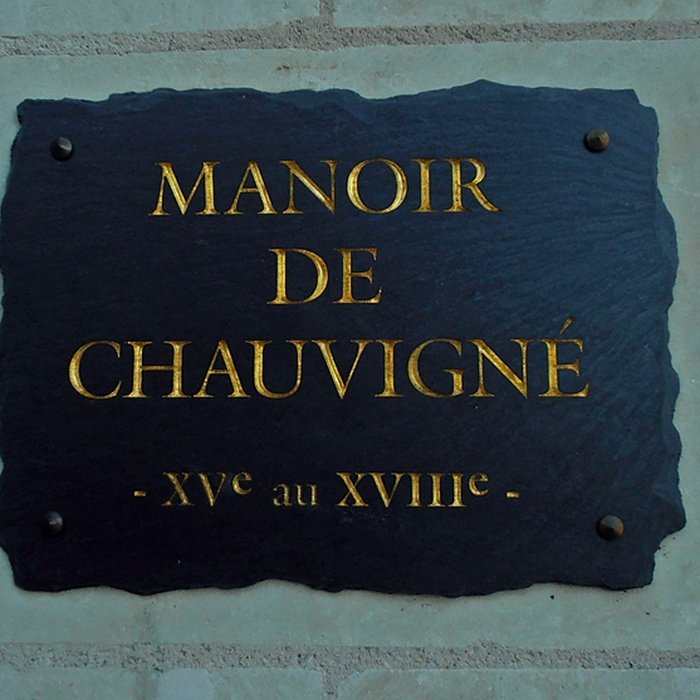 MANOIR
DE
CHAUVIGNÉ
- XVe au XVIIIe -